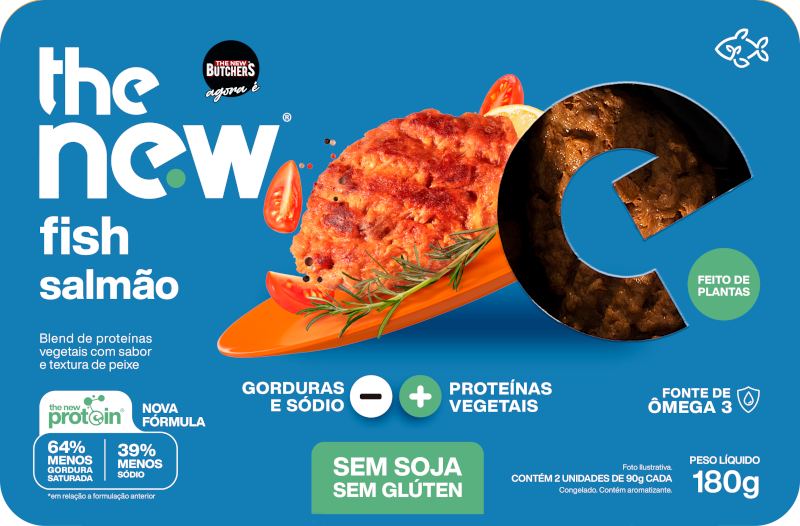 the
new®
THE NEW
BUTCHERS
agora é
fish
salmão
Blend de proteínas
vegetais com sabor
e textura de peixe
FEITO DE
PLANTAS
GORDURAS
E SÓDIO
PROTEÍNAS
VEGETAIS
FONTE DE
ÔMEGA 3
the new
protein®
NOVA
FÓRMULA
64%
MENOS
GORDURA
SATURADA
39%
MENOS
SÓDIO
*em relação a formulação anterior
SEM SOJA
SEM GLÚTEN
Foto Ilustrativa.
CONTÉM 2 UNIDADES DE 90g CADA
Congelado. Contém aromatizante.
PESO LÍQUIDO
180g